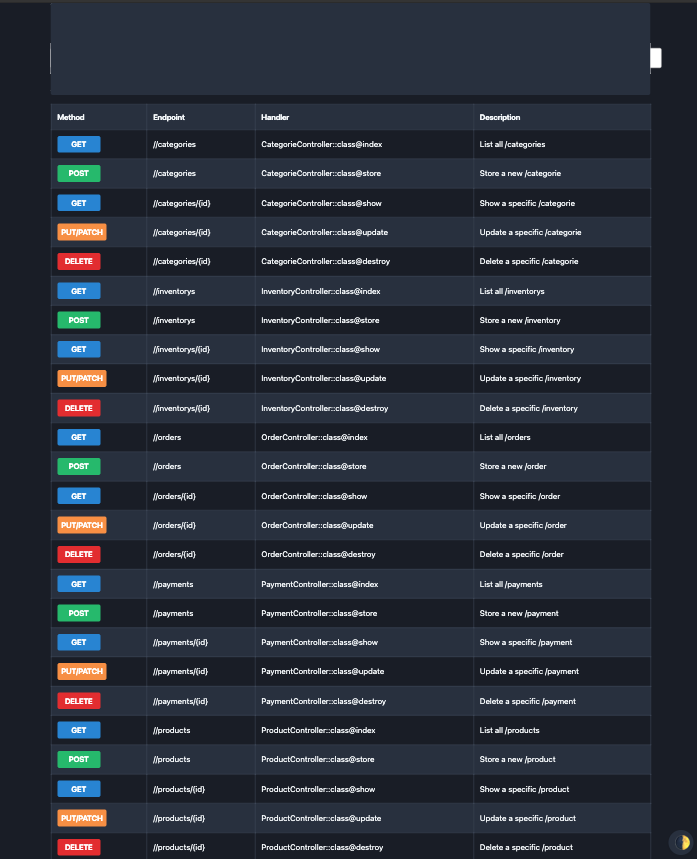 Method Endpoint Handler Description
GET //categories CategorieController::class@index List all /categories
POST //categories CategorieController::class@store Store a new /categorie
GET //categories/{id} CategorieController::class@show Show a specific /categorie
PUT/PATCH //categories/{id} CategorieController::class@update Update a specific /categorie
DELETE //categories/{id} CategorieController::class@destroy Delete a specific /categorie
GET //inventorys InventoryController::class@index List all /inventorys
POST //inventorys InventoryController::class@store Store a new /inventory
GET //inventorys/{id} InventoryController::class@show Show a specific /inventory
PUT/PATCH //inventorys/{id} InventoryController::class@update Update a specific /inventory
DELETE //inventorys/{id} InventoryController::class@destroy Delete a specific /inventory
GET //orders OrderController::class@index List all /orders
POST //orders OrderController::class@store Store a new /order
GET //orders/{id} OrderController::class@show Show a specific /order
PUT/PATCH //orders/{id} OrderController::class@update Update a specific /order
DELETE //orders/{id} OrderController::class@destroy Delete a specific /order
GET //payments PaymentController::class@index List all /payments
POST //payments PaymentController::class@store Store a new /payment
GET //payments/{id} PaymentController::class@show Show a specific /payment
PUT/PATCH //payments/{id} PaymentController::class@update Update a specific /payment
DELETE //payments/{id} PaymentController::class@destroy Delete a specific /payment
GET //products ProductController::class@index List all /products
POST //products ProductController::class@store Store a new /product
GET //products/{id} ProductController::class@show Show a specific /product
PUT/PATCH //products/{id} ProductController::class@update Update a specific /product
DELETE //products/{id} ProductController::class@destroy Delete a specific /product